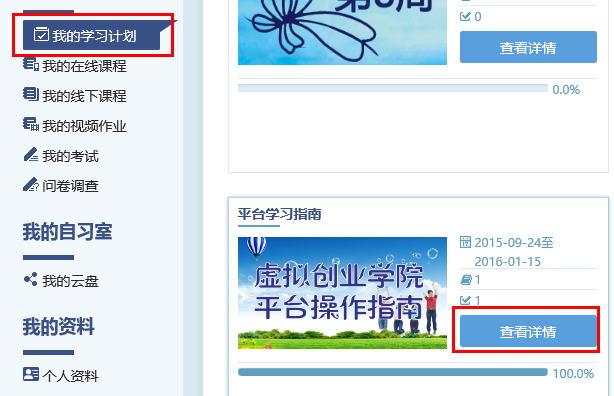 我的学习计划
我的在线课程
我的线下课程
我的视频作业
我的考试
问卷调查
我的自习室
我的云盘
我的资料
个人资料
第8周
0
查看详情
0.0%
平台学习指南
虚拟创业学院
平台操作指南
2015-09-24至
2016-01-15
1
1
查看详情
100.0%